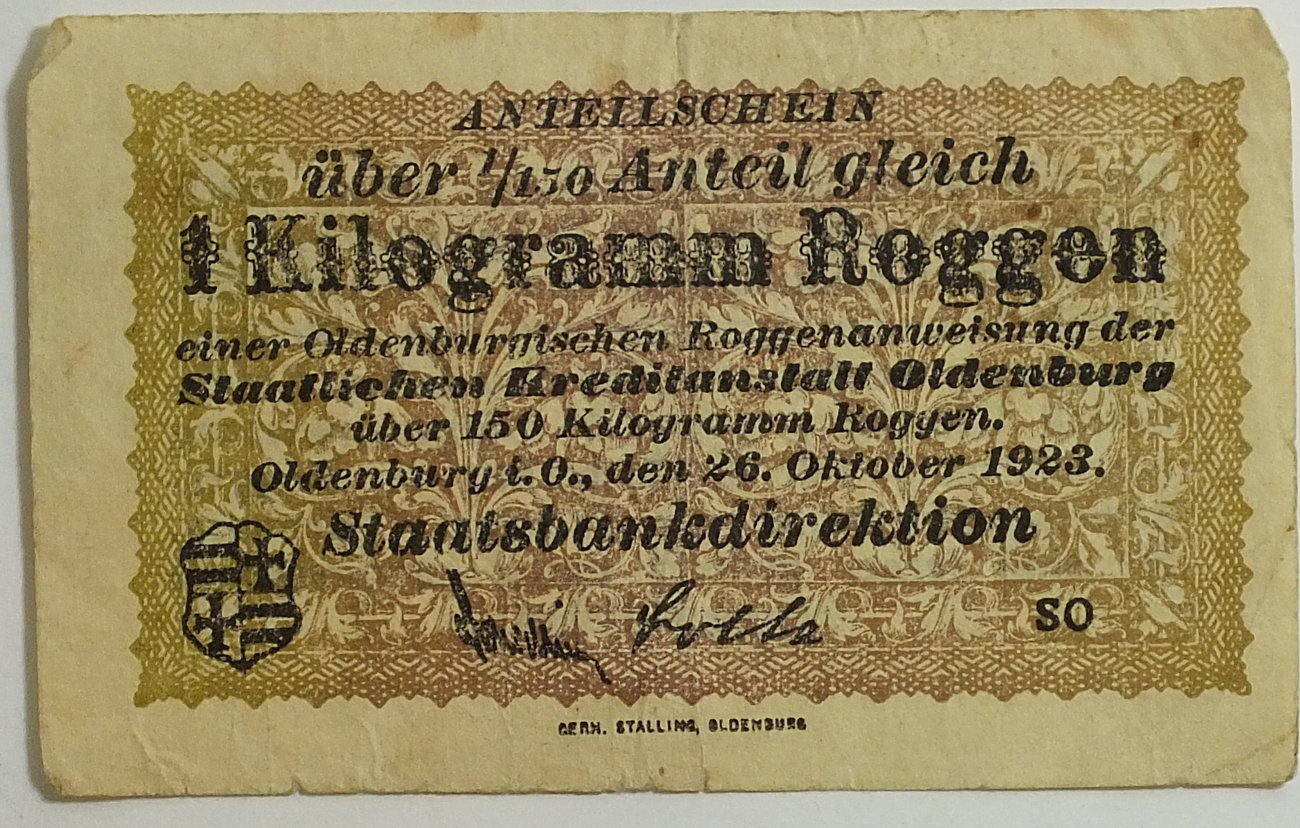 ANTEILSCHEIN
über 1/150 Anteil gleich
1 Kilogramm Roggen
einer Oldenburgischen Roggenanweisung der
Staatlichen Kreditanstalt Oldenburg
über 150 Kilogramm Roggen.
Oldenburg i. O., den 26. Oktober 1923.
Staatsbankdirektion
SO
GERH. STALLING, OLDENBURG